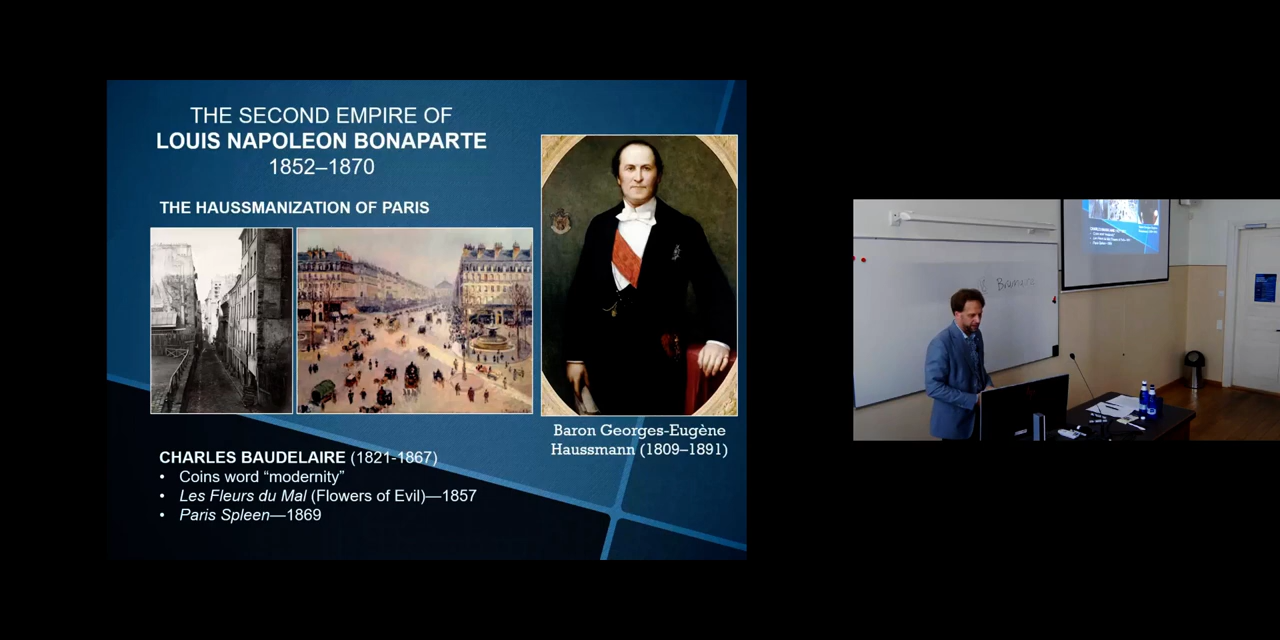 THE SECOND EMPIRE OF
LOUIS NAPOLEON BONAPARTE
1852–1870
THE HAUSSMANIZATION OF PARIS
Baron Georges-Eugène
Haussmann (1809–1891)
CHARLES BAUDELAIRE (1821-1867)
• Coins word “modernity”
• Les Fleurs du Mal (Flowers of Evil)—1857
• Paris Spleen—1869